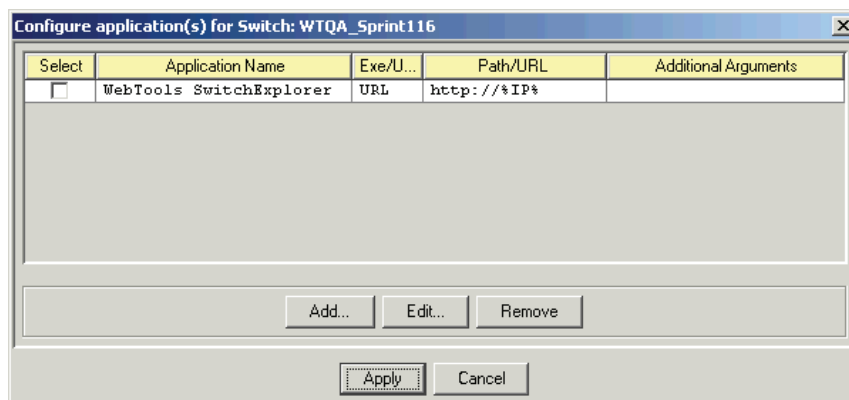 Configure application(s) for Switch: WTQA_Sprint116
Select Application Name Exe/U... Path/URL Additional Arguments
WebTools SwitchExplorer URL http://%IP%
Add... Edit... Remove
Apply Cancel